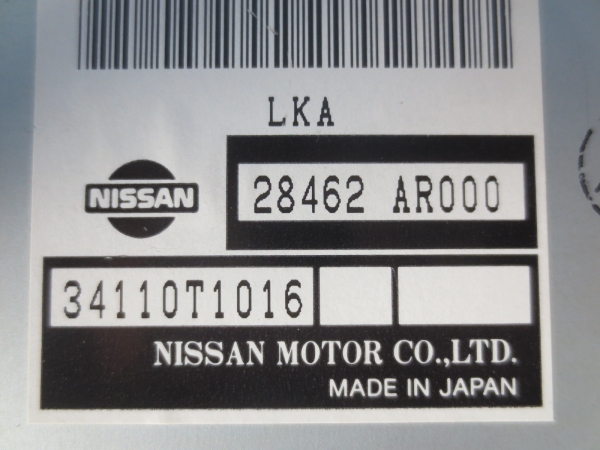 LKA
NISSAN
28462 AR000
34110T1016
NISSAN MOTOR CO.,LTD.
MADE IN JAPAN